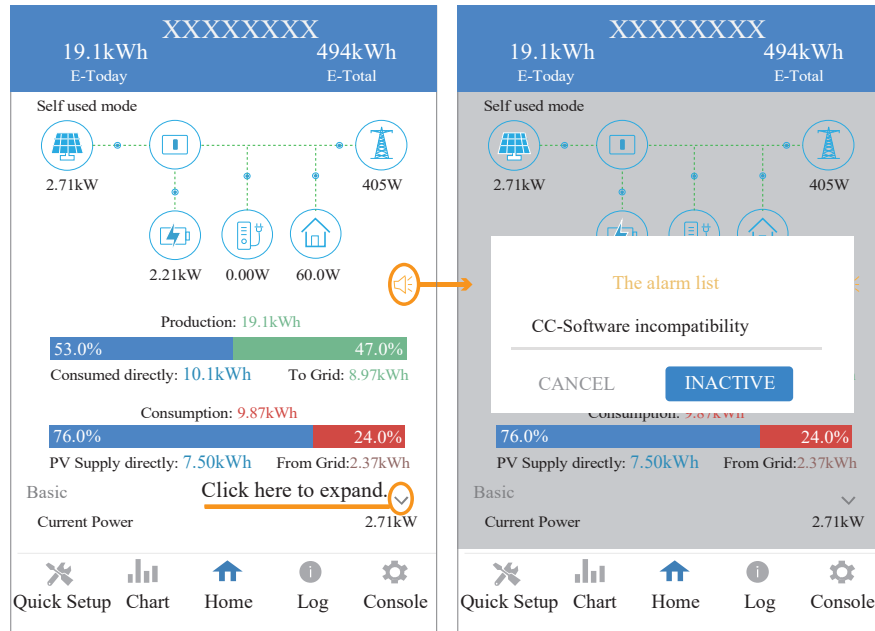 XXXXXXXX
19.1kWh 494kWh
E-Today E-Total
Self used mode
2.71kW 405W
2.21kW 0.00W 60.0W
Production: 19.1kWh
53.0% 47.0%
Consumed directly: 10.1kWh To Grid: 8.97kWh
Consumption: 9.87kWh
76.0% 24.0%
PV Supply directly: 7.50kWh From Grid:2.37kWh
Basic Click here to expand.
Current Power 2.71kW
Quick Setup Chart Home Log Console
XXXXXXXX
19.1kWh 494kWh
E-Today E-Total
Self used mode
2.71kW 405W
The alarm list
CC-Software incompatibility
CANCEL INACTIVE
Consumption: 9.87kWh
76.0% 24.0%
PV Supply directly: 7.50kWh From Grid:2.37kWh
Basic
Current Power 2.71kW
Quick Setup Chart Home Log Console